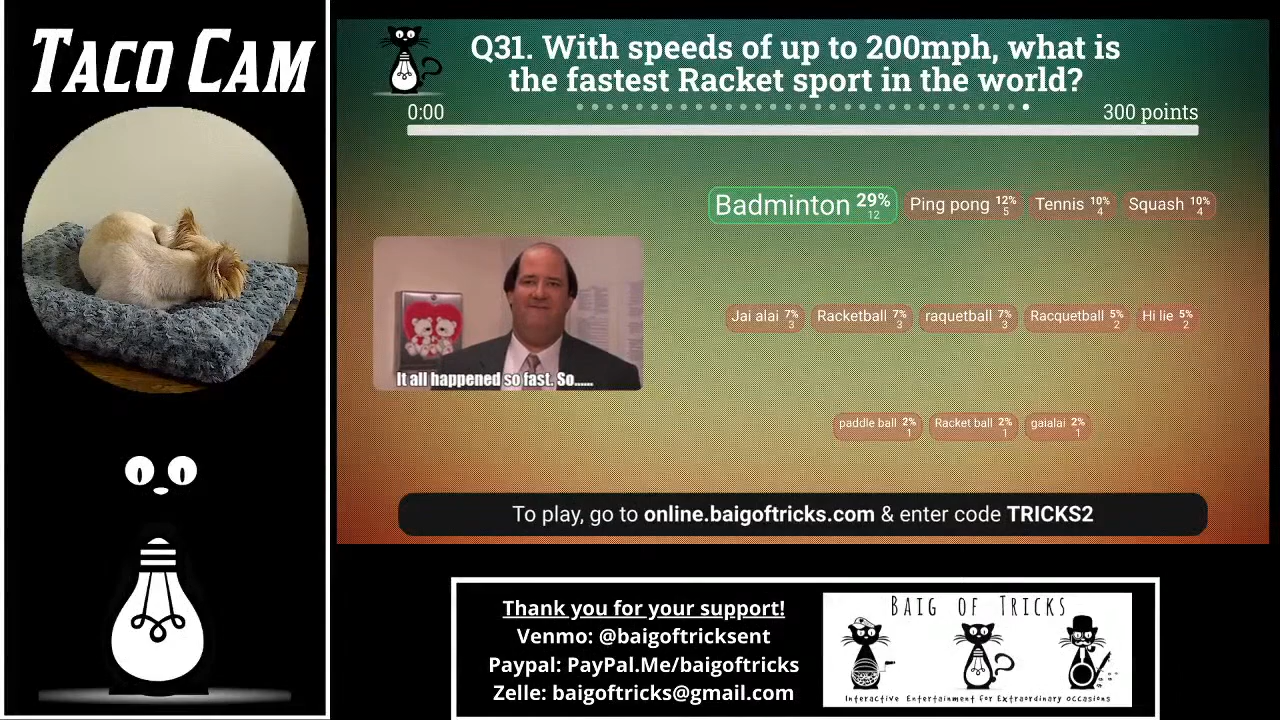 TACO CAM
Q31. With speeds of up to 200mph, what is
the fastest Racket sport in the world?
0:00
300 points
Badminton 29% 12
Ping pong 12% 5
Tennis 10% 4
Squash 10% 4
Jai alai 7% 3
Racketball 7% 3
raquetball 7% 3
Racquetball 5% 2
Hi lie 5% 2
It all happened so fast. So......
paddle ball 2% 1
Racket ball 2% 1
gaialai 2% 1
To play, go to online.baigoftricks.com & enter code TRICKS2
Thank you for your support!
Venmo: @baigoftricksent
Paypal: PayPal.Me/baigoftricks
Zelle: baigoftricks@gmail.com
BAIG OF TRICKS
Interactive Entertainment for Extraordinary Occasions